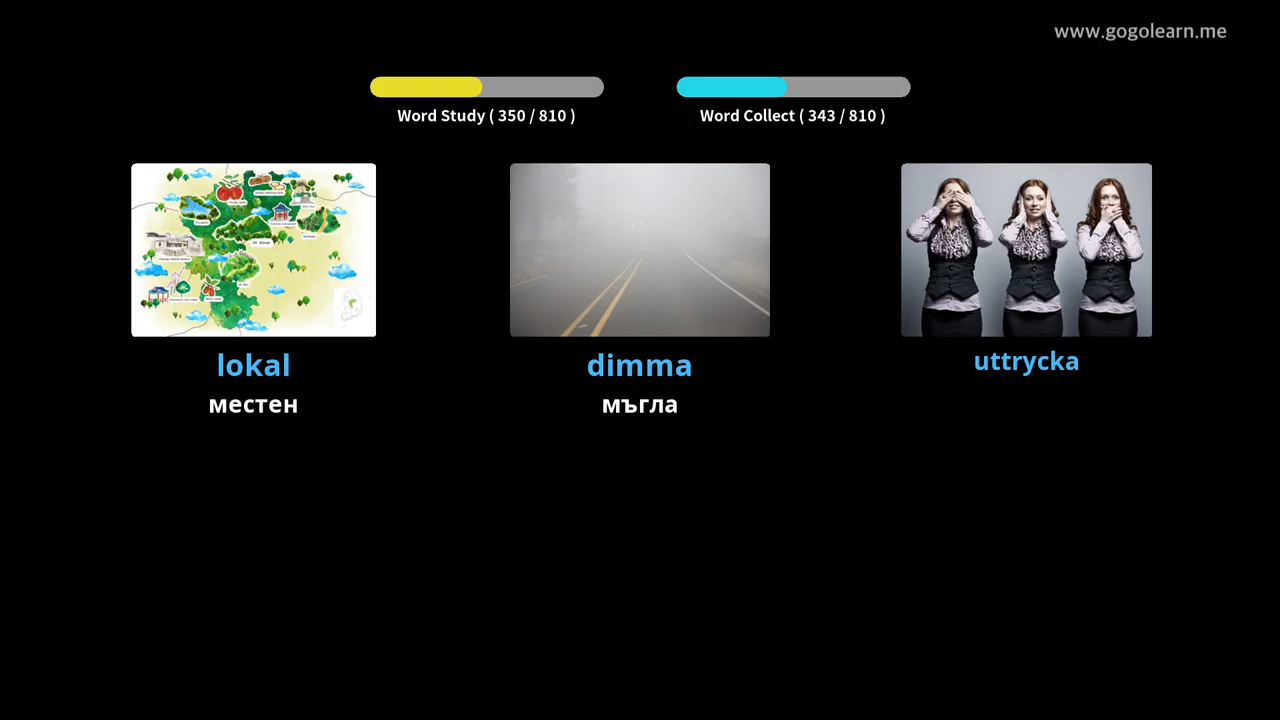 www.gogolearn.me
Word Study ( 350 / 810 )
Word Collect ( 343 / 810 )
lokal
dimma
uttrycka
местен
мъгла